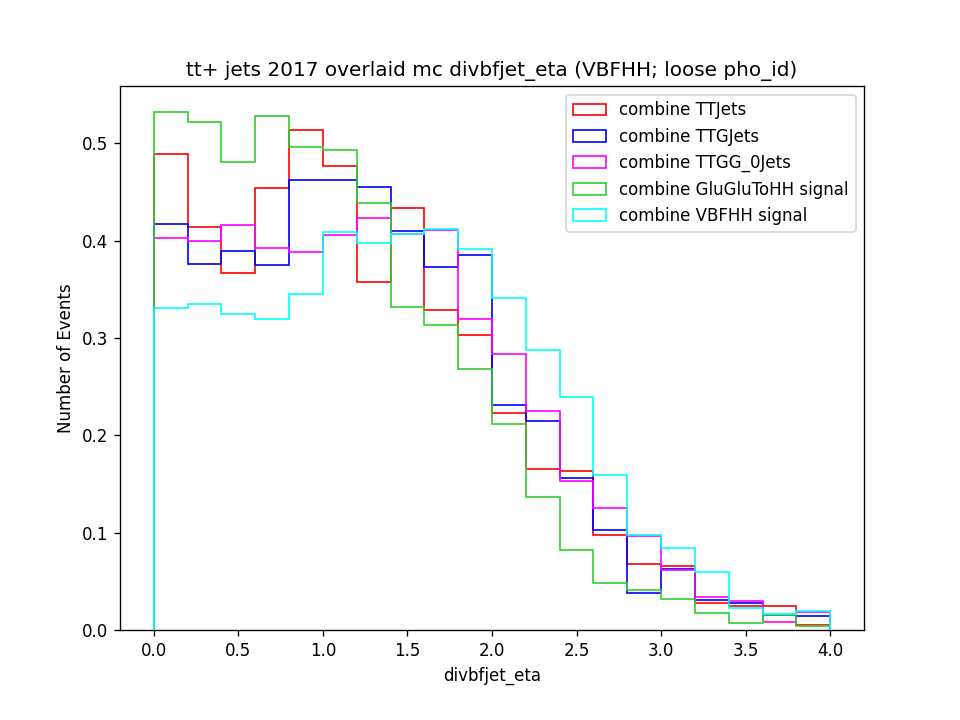 tt+ jets 2017 overlaid mc divbfjet_eta (VBFHH; loose pho_id)
combine TTJets
combine TTGJets
combine TTGG_0Jets
combine GluGluToHH signal
combine VBFHH signal
Number of Events
0.5
0.4
0.3
0.2
0.1
0.0
0.0 0.5 1.0 1.5 2.0 2.5 3.0 3.5 4.0
divbfjet_eta